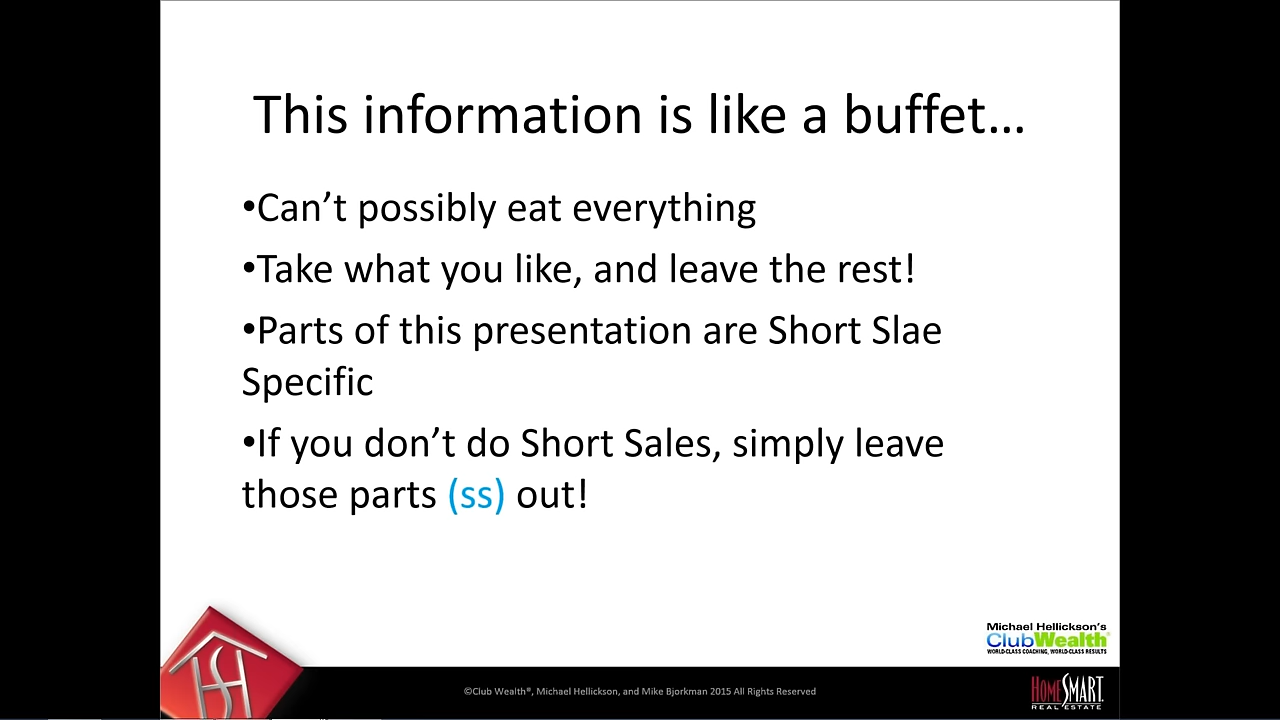 This information is like a buffet…
•Can’t possibly eat everything
•Take what you like, and leave the rest!
•Parts of this presentation are Short Slae
Specific
•If you don’t do Short Sales, simply leave
those parts (ss) out!
Michael Hellickson's
ClubWealth®
WORLD-CLASS COACHING, WORLD-CLASS RESULTS
©Club Wealth®, Michael Hellickson, and Mike Bjorkman 2015 All Rights Reserved
HOMESMART
REAL ESTATE